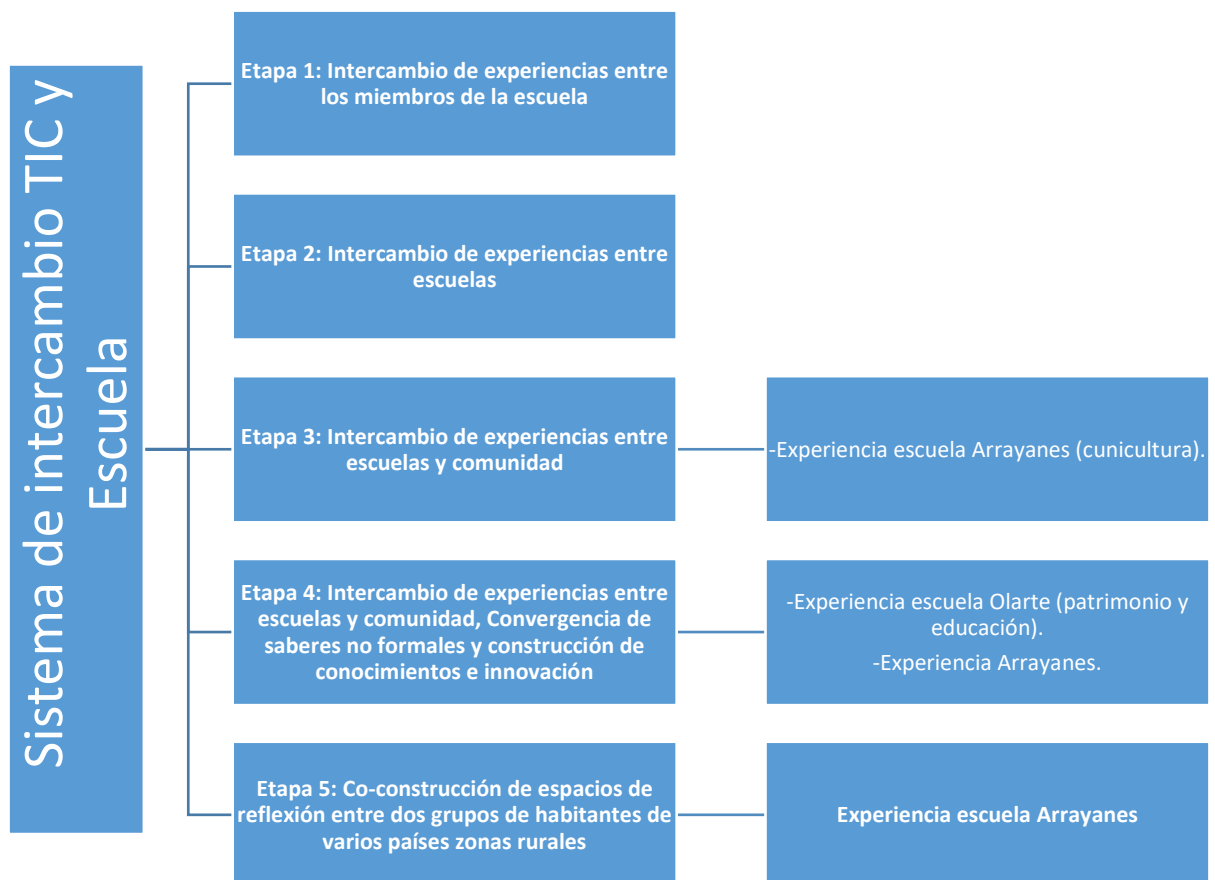 Sistema de intercambio TIC y
Escuela
Etapa 1: Intercambio de experiencias entre
los miembros de la escuela
Etapa 2: Intercambio de experiencias entre
escuelas
Etapa 3: Intercambio de experiencias entre
escuelas y comunidad
-Experiencia escuela Arrayanes (cunicultura).
Etapa 4: Intercambio de experiencias entre
escuelas y comunidad, Convergencia de
saberes no formales y construcción de
conocimientos e innovación
-Experiencia escuela Olarte (patrimonio y
educación).
-Experiencia Arrayanes.
Etapa 5: Co-construcción de espacios de
reflexión entre dos grupos de habitantes de
varios países zonas rurales
Experiencia escuela Arrayanes